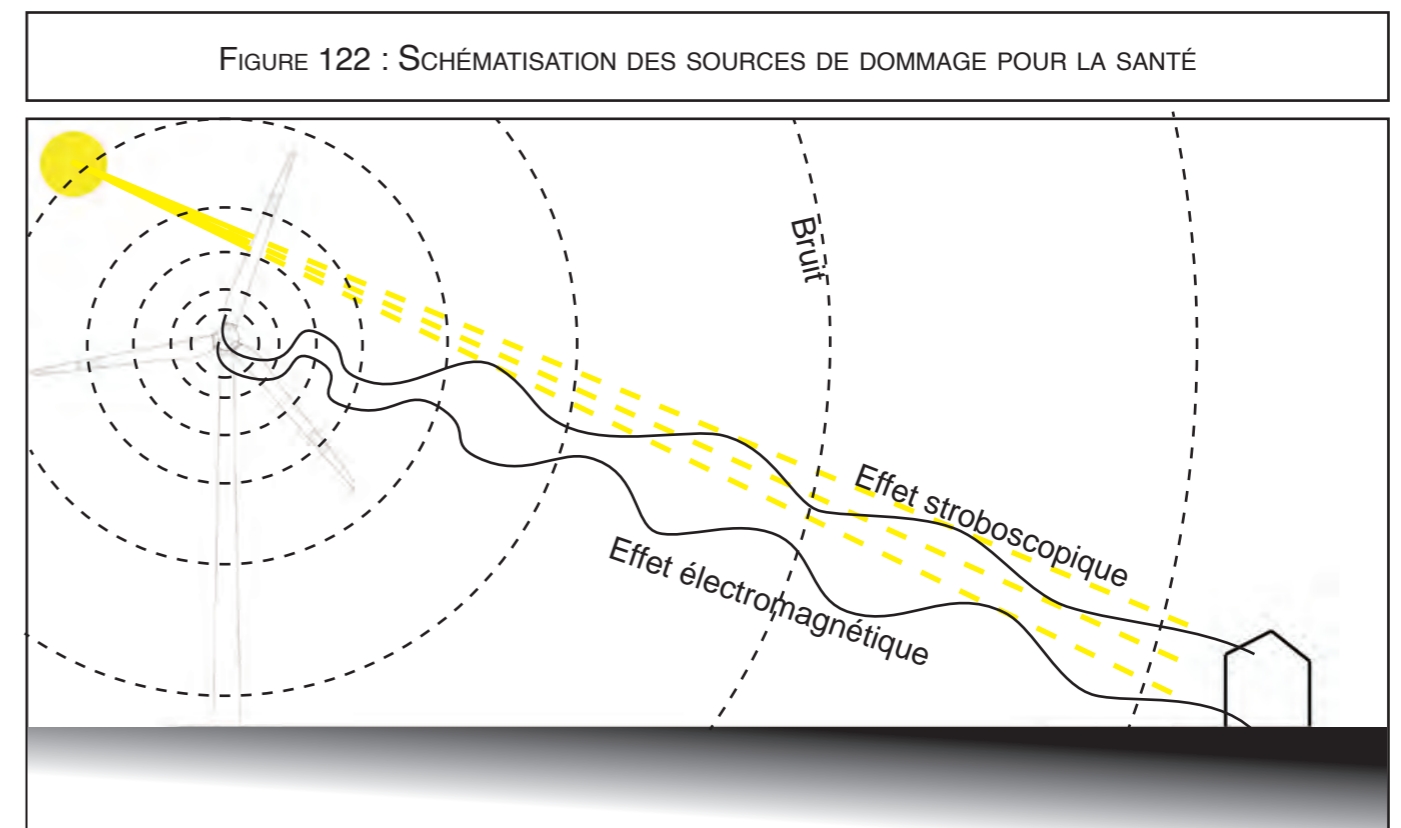 FIGURE 122 : SCHÉMATISATION DES SOURCES DE DOMMAGE POUR LA SANTÉ
Bruit
Effet stroboscopique
Effet électromagnétique